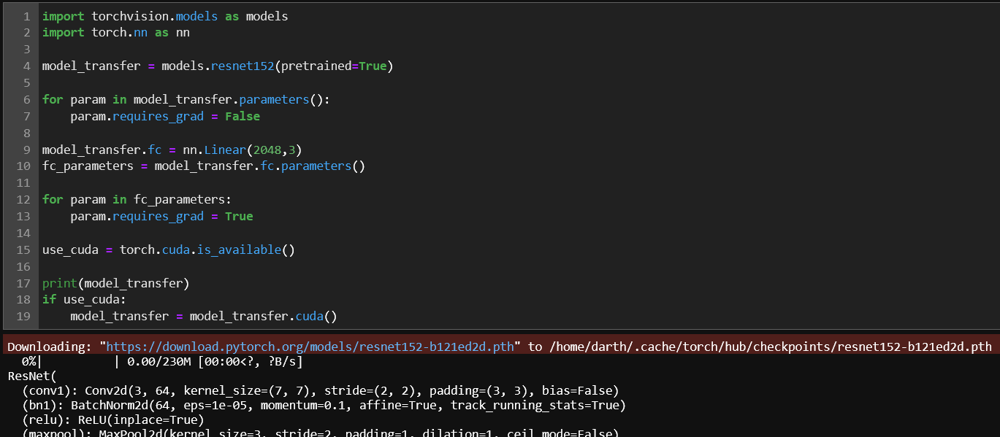 1 import torchvision.models as models
2 import torch.nn as nn
3
4 model_transfer = models.resnet152(pretrained=True)
5
6 for param in model_transfer.parameters():
7     param.requires_grad = False
8
9 model_transfer.fc = nn.Linear(2048,3)
10 fc_parameters = model_transfer.fc.parameters()
11
12 for param in fc_parameters:
13     param.requires_grad = True
14
15 use_cuda = torch.cuda.is_available()
16
17 print(model_transfer)
18 if use_cuda:
19     model_transfer = model_transfer.cuda()
Downloading: "https://download.pytorch.org/models/resnet152-b121ed2d.pth" to /home/darth/.cache/torch/hub/checkpoints/resnet152-b121ed2d.pth
  0%|          | 0.00/230M [00:00<?, ?B/s]
ResNet(
  (conv1): Conv2d(3, 64, kernel_size=(7, 7), stride=(2, 2), padding=(3, 3), bias=False)
  (bn1): BatchNorm2d(64, eps=1e-05, momentum=0.1, affine=True, track_running_stats=True)
  (relu): ReLU(inplace=True)
  (maxpool): MaxPool2d(kernel_size=3, stride=2, padding=1, dilation=1, ceil_mode=False)